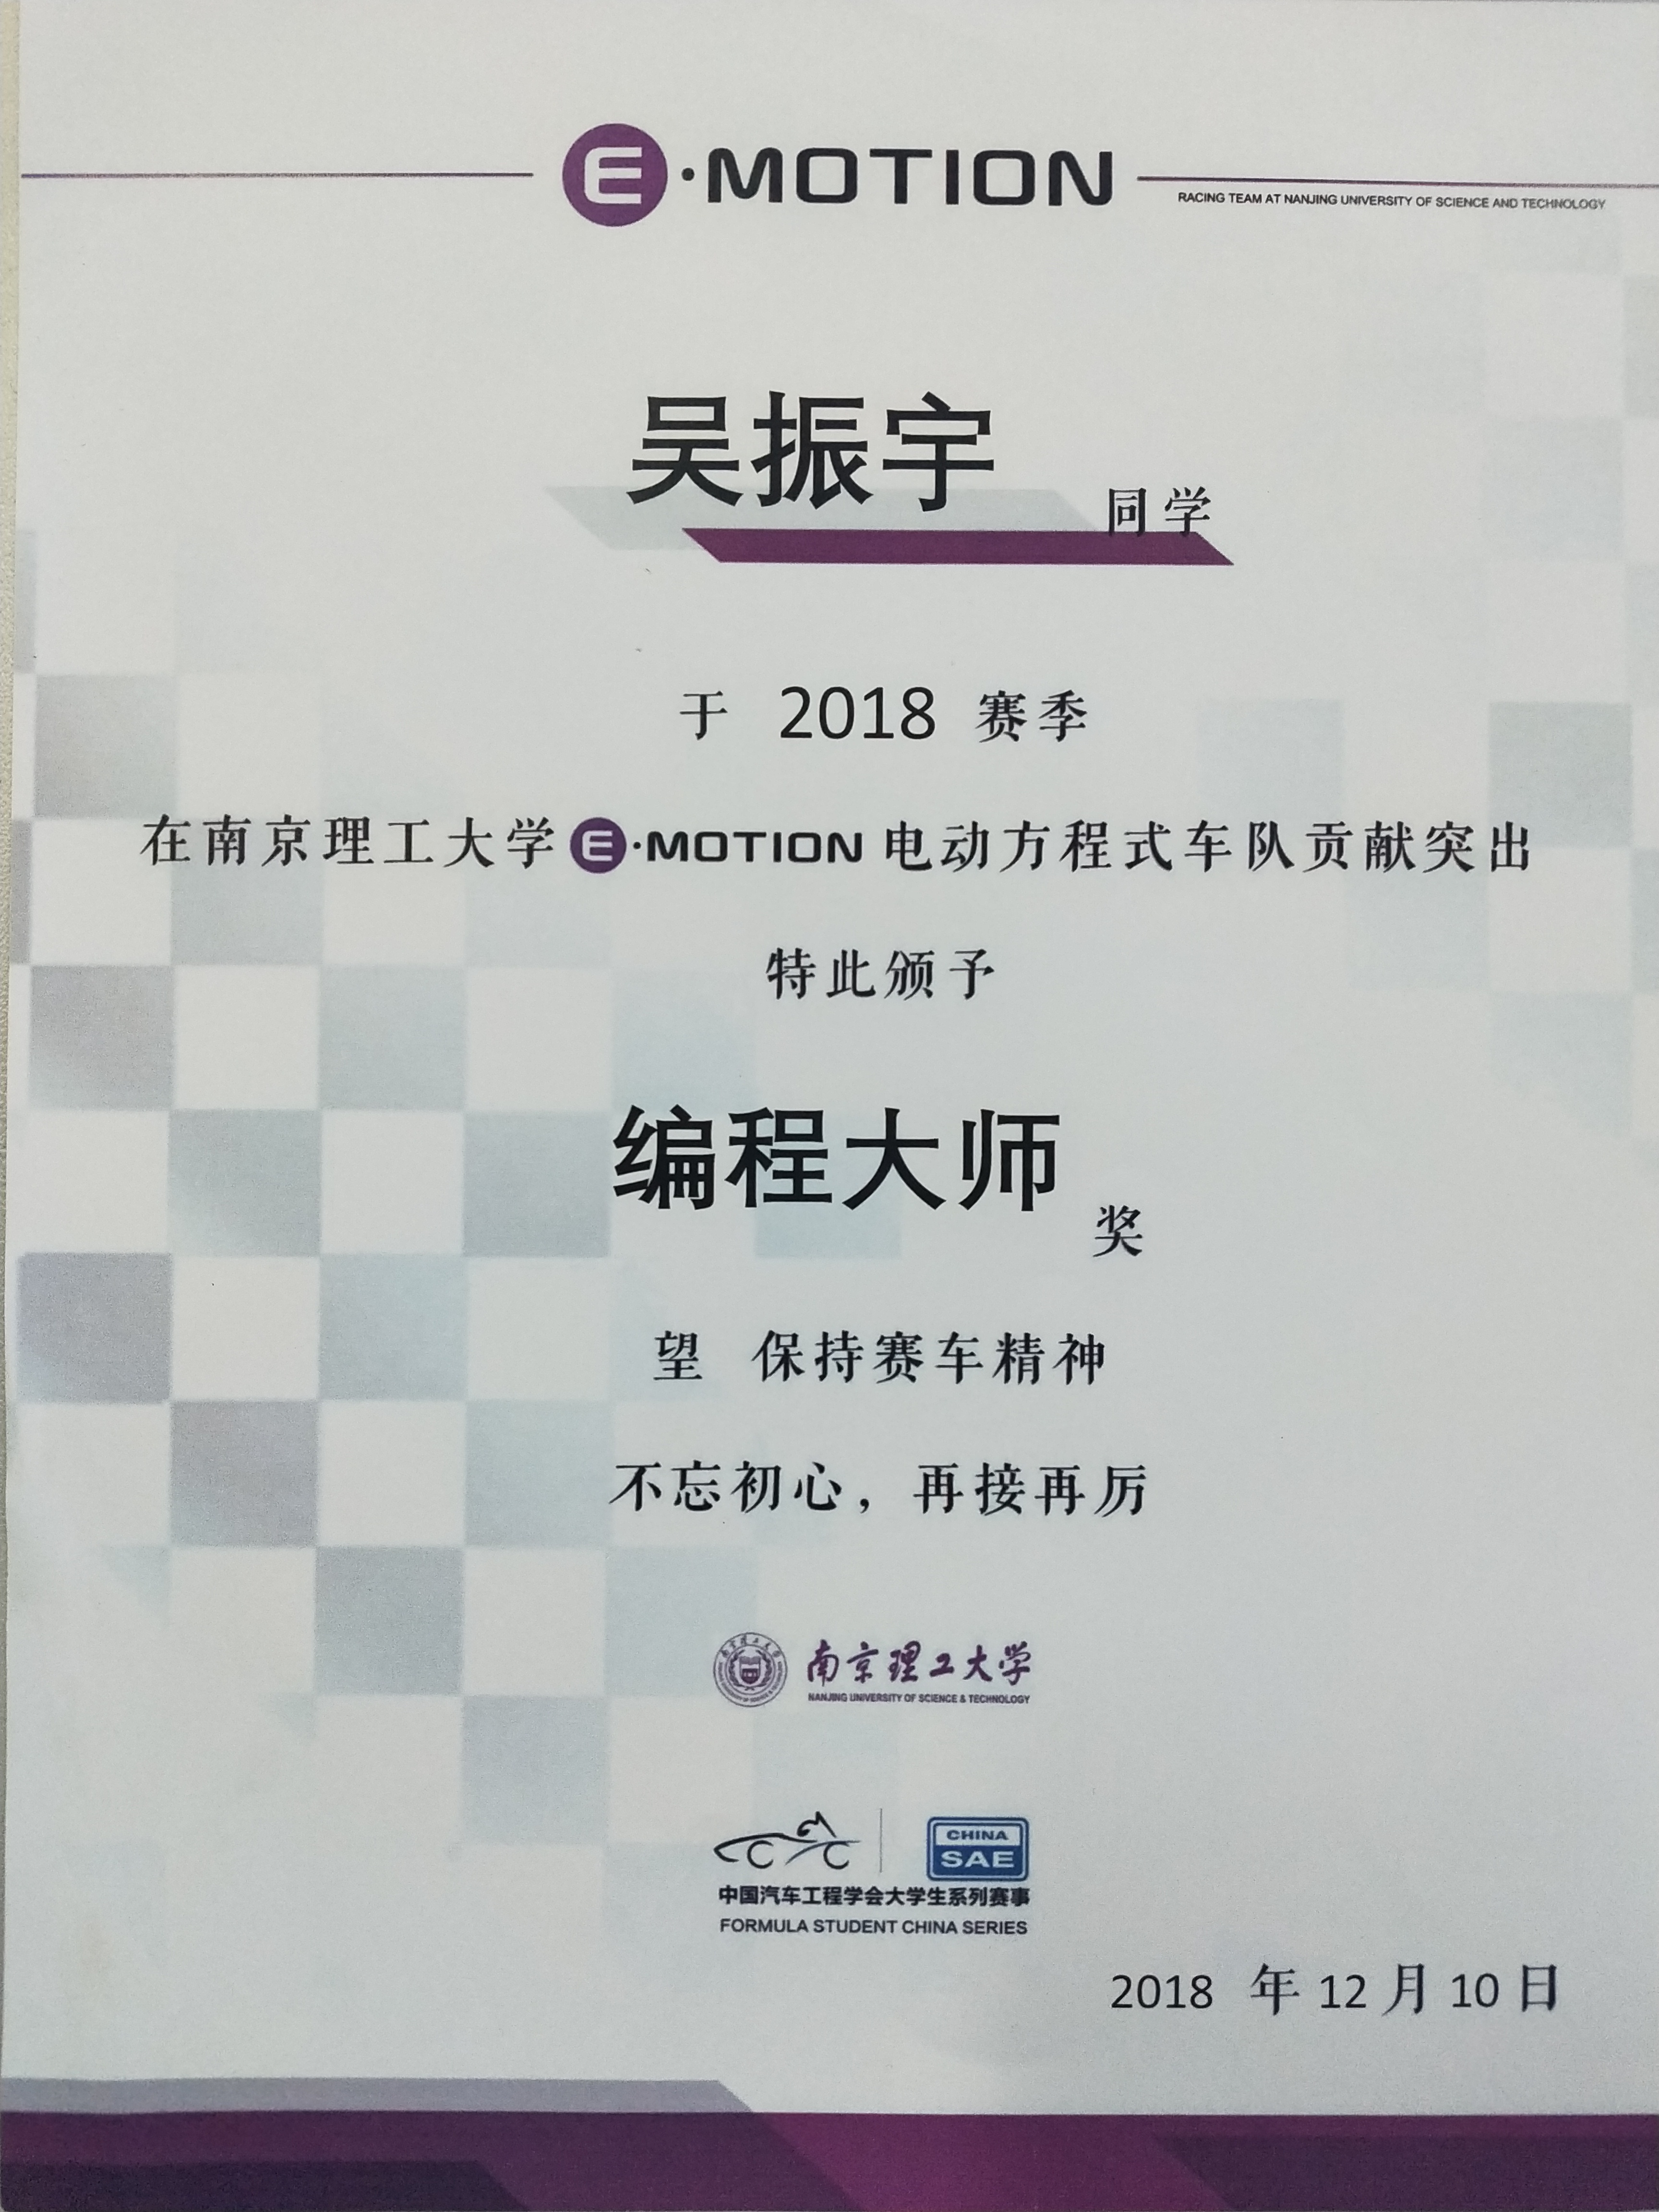 E·MOTION
RACING TEAM AT NANJING UNIVERSITY OF SCIENCE AND TECHNOLOGY
吴振宇 同学
于 2018 赛季
在南京理工大学 E·MOTION 电动方程式车队贡献突出
特此颁予
编程大师 奖
望 保持赛车精神
不忘初心，再接再厉
南京理工大学
NANJING UNIVERSITY OF SCIENCE & TECHNOLOGY
CHINA
SAE
中国汽车工程学会大学生系列赛事
FORMULA STUDENT CHINA SERIES
2018 年 12 月 10 日